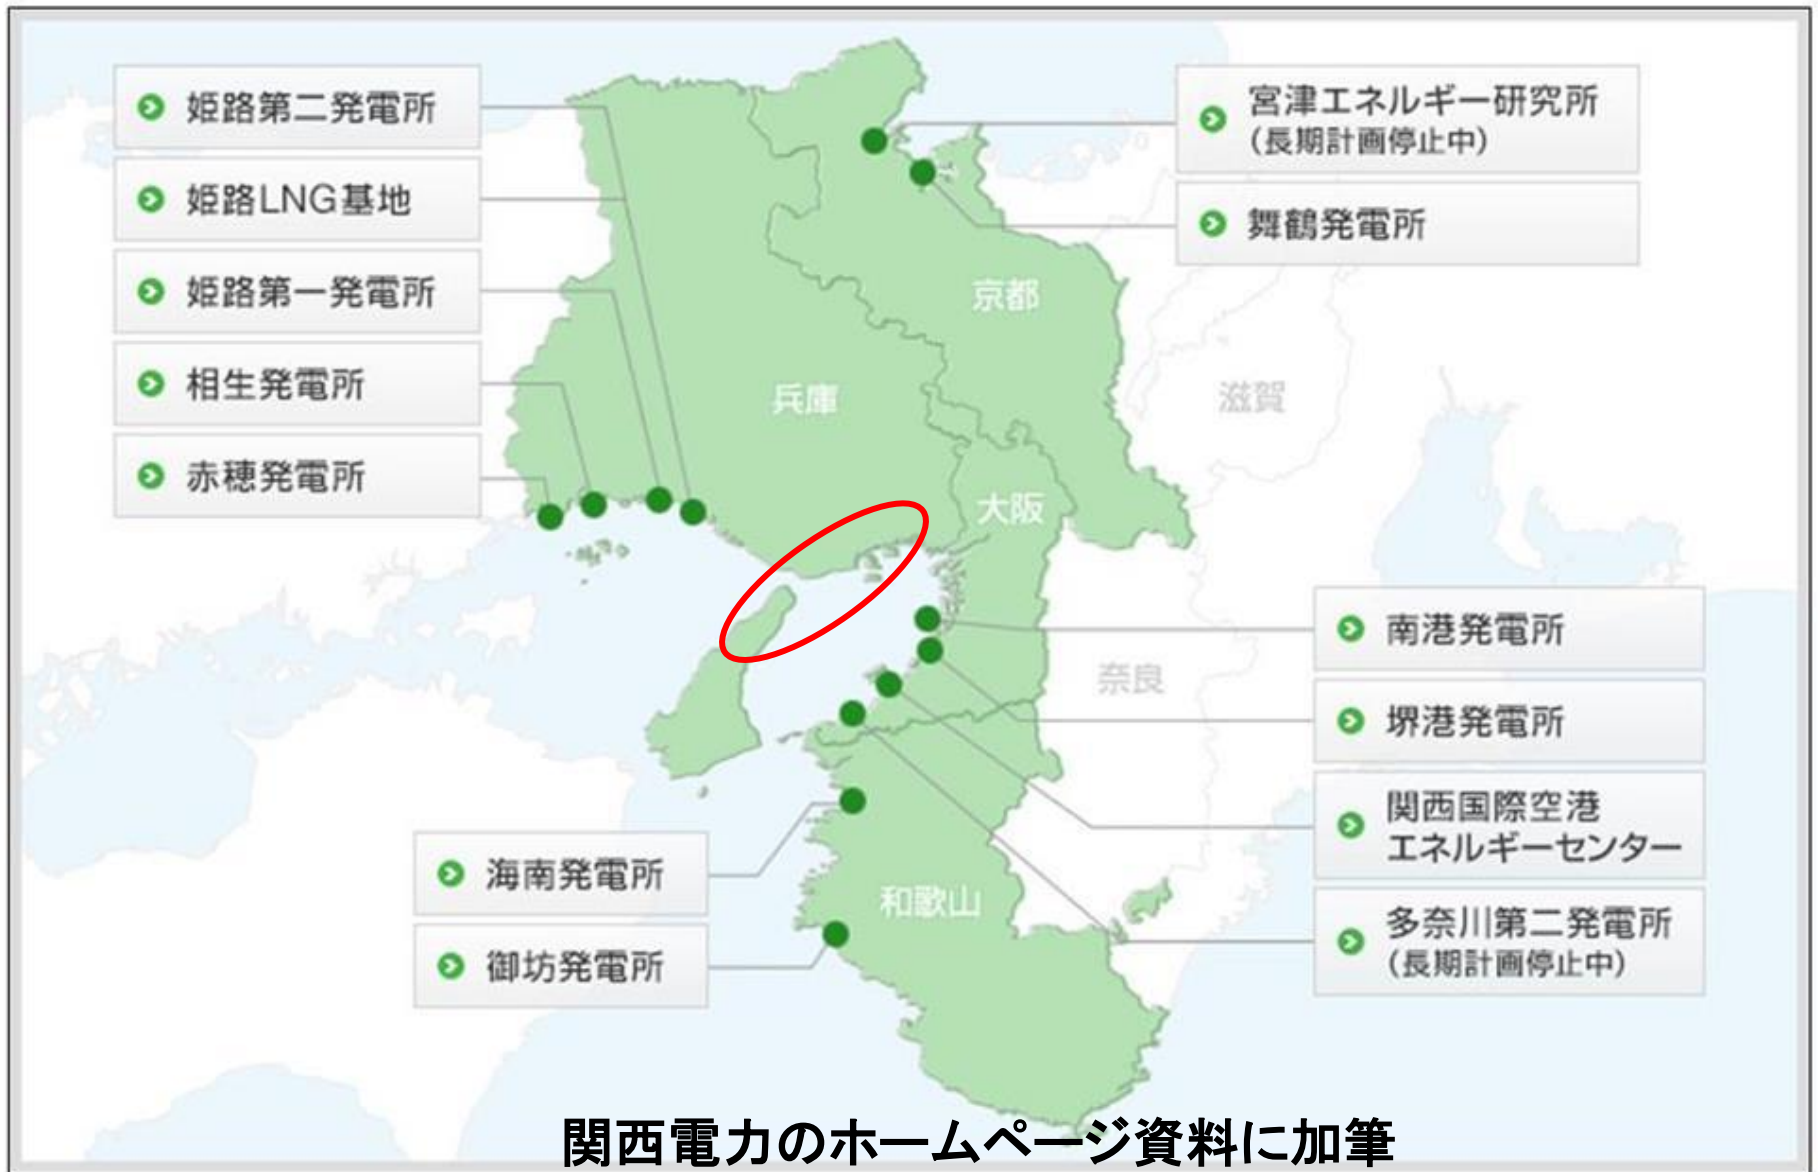 姫路第二発電所
姫路LNG基地
姫路第一発電所
相生発電所
赤穂発電所
宮津エネルギー研究所
(長期計画停止中)
舞鶴発電所
京都
兵庫
滋賀
大阪
奈良
南港発電所
堺港発電所
関西国際空港
エネルギーセンター
多奈川第二発電所
(長期計画停止中)
海南発電所
御坊発電所
和歌山
関西電力のホームページ資料に加筆